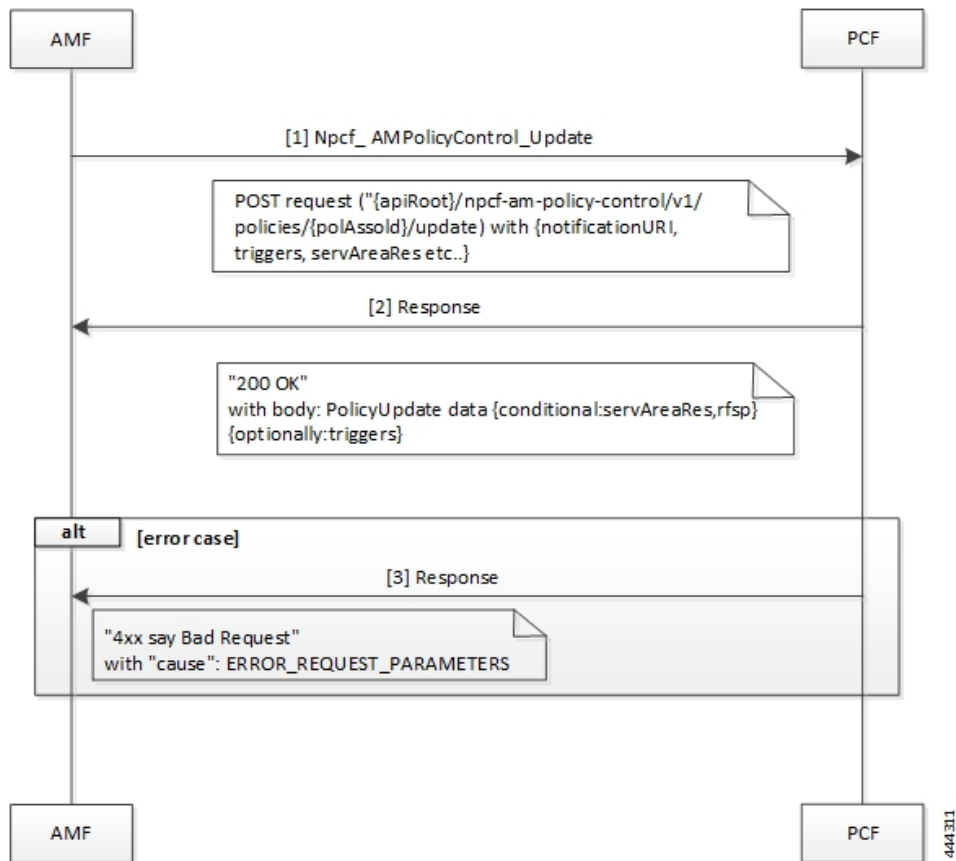 AMF
PCF
[1] Npcf_ AMPolicyControl_Update
POST request ("{apiRoot}/npcf-am-policy-control/v1/
policies/{polAssoId}/update) with {notificationURI,
triggers, servAreaRes etc..}
[2] Response
"200 OK"
with body: PolicyUpdate data {conditional:servAreaRes,rfsp}
{optionally:triggers}
alt
[error case]
[3] Response
"4xx say Bad Request"
with "cause": ERROR_REQUEST_PARAMETERS
AMF
PCF
444311